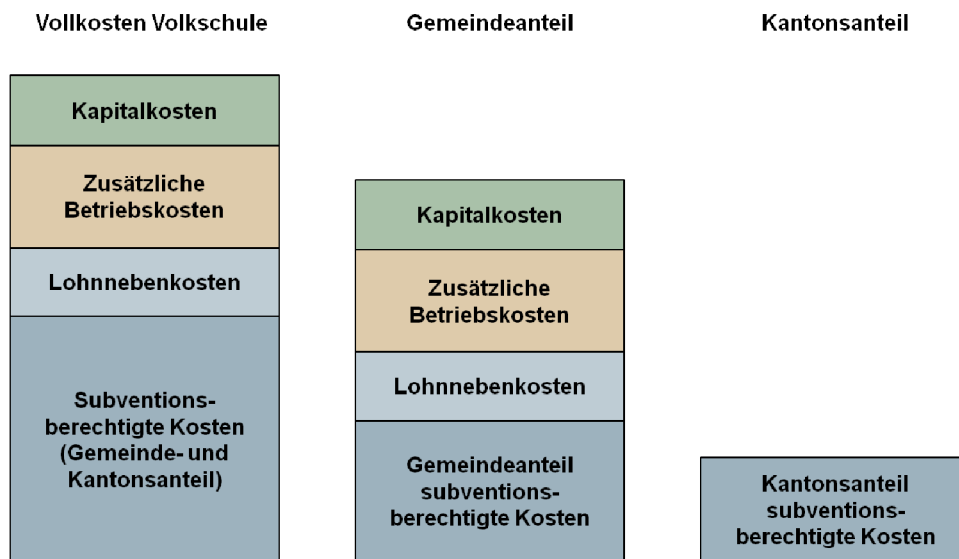 Vollkosten Volkschule
Kapitalkosten
Zusätzliche
Betriebskosten
Lohnnebenkosten
Subventions-
berechtigte Kosten
(Gemeinde- und
Kantonsanteil)
Gemeindeanteil
Kapitalkosten
Zusätzliche
Betriebskosten
Lohnnebenkosten
Gemeindeanteil
subventions-
berechtigte Kosten
Kantonsanteil
Kantonsanteil
subventions-
berechtigte Kosten